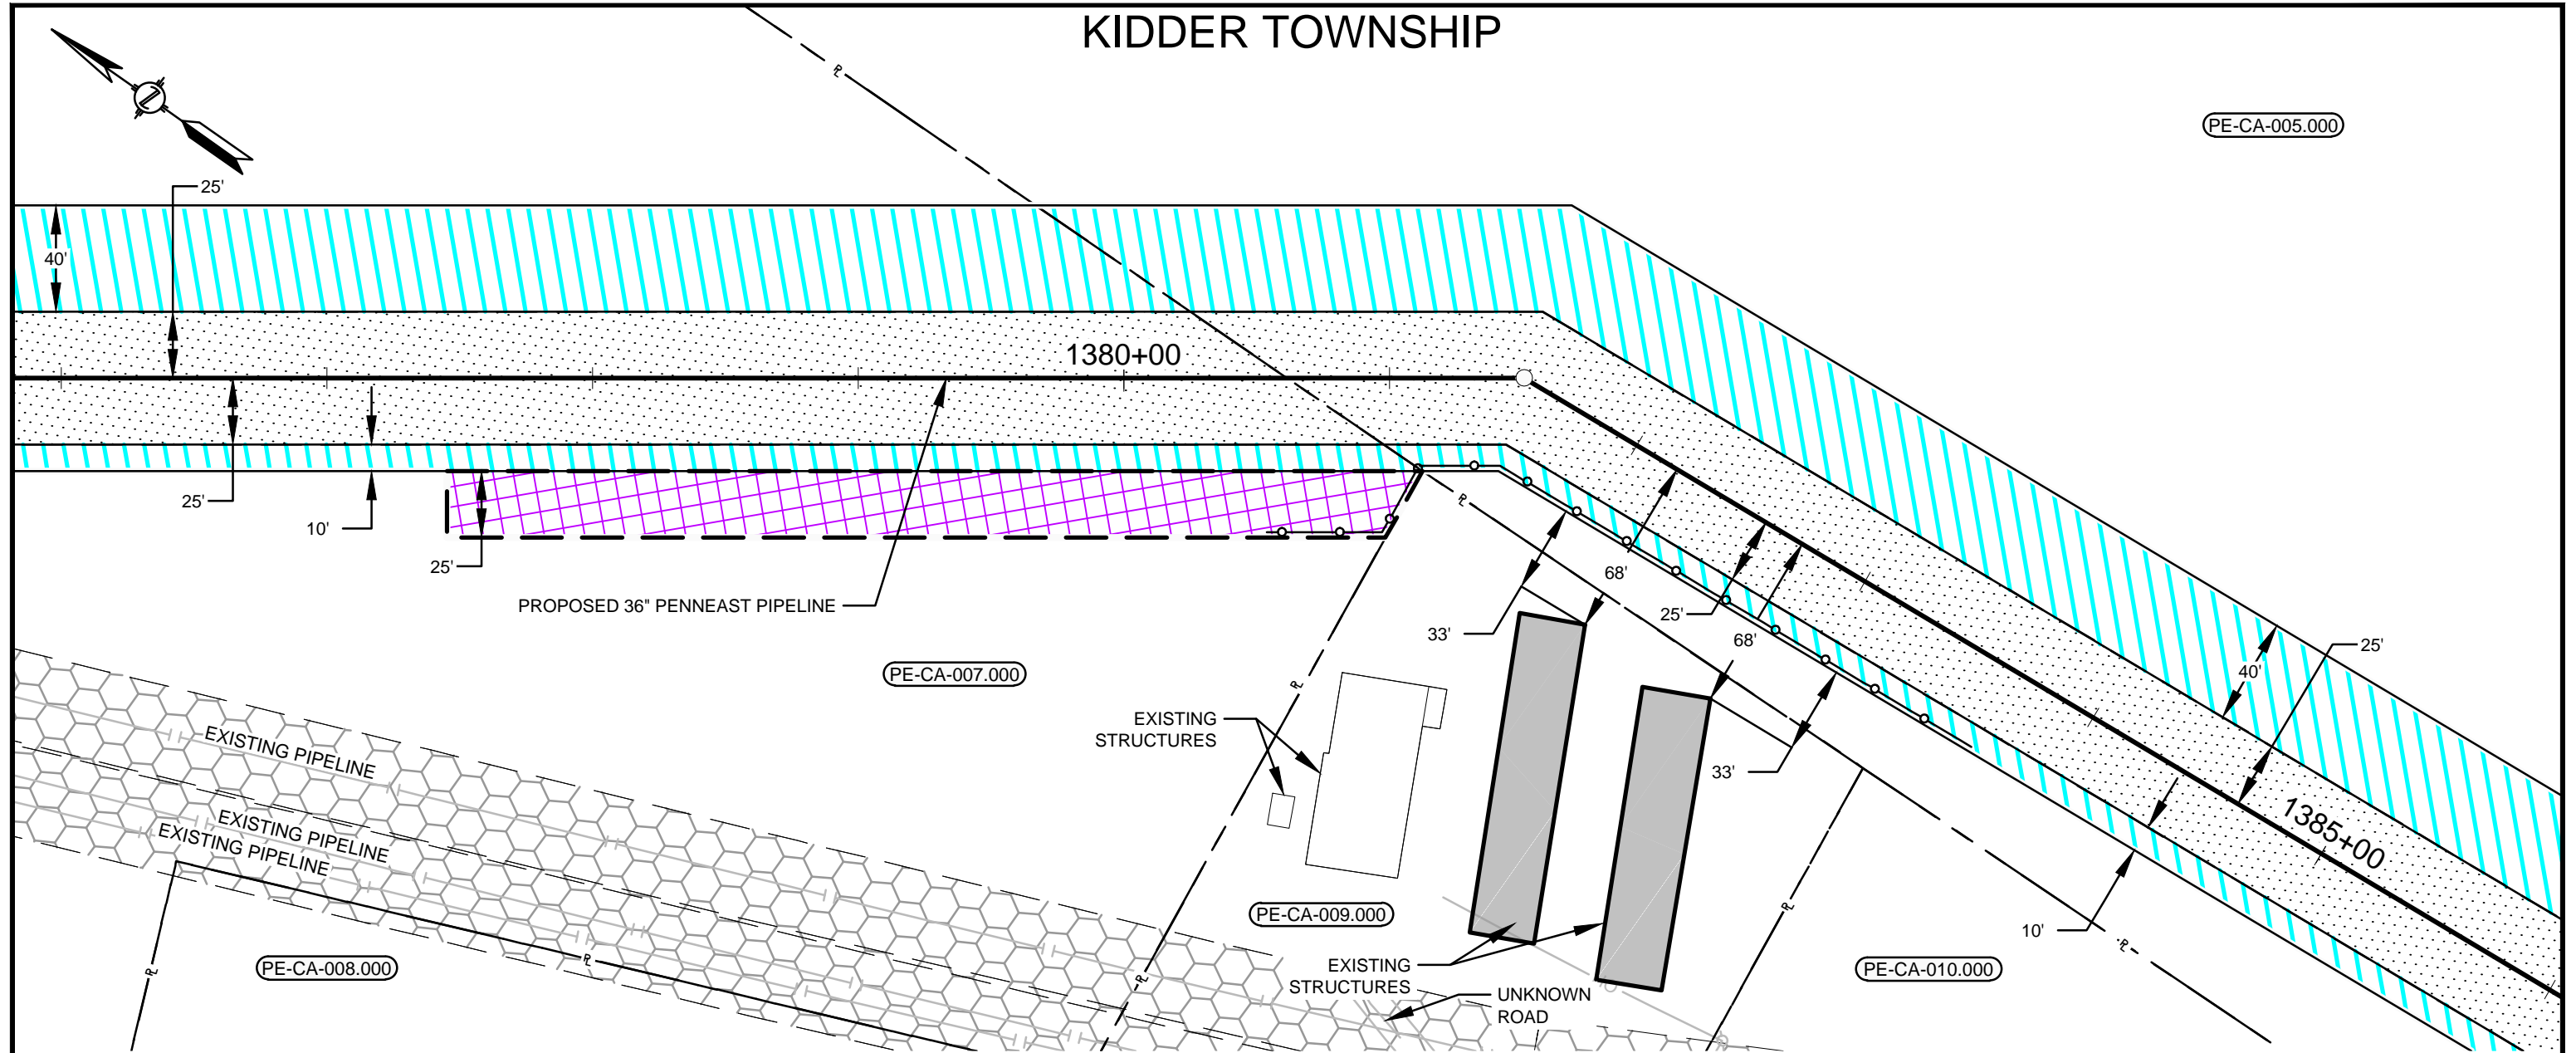 KIDDER TOWNSHIP
PE-CA-005.000
25'
40'
1380+00
25'
10'
25'
PROPOSED 36" PENNEAST PIPELINE
68'
33'
25'
68'
33'
40'
25'
1385+00
10'
PE-CA-007.000
EXISTING
STRUCTURES
EXISTING PIPELINE
EXISTING PIPELINE
EXISTING PIPELINE
PE-CA-009.000
PE-CA-008.000
EXISTING
STRUCTURES
UNKNOWN
ROAD
PE-CA-010.000